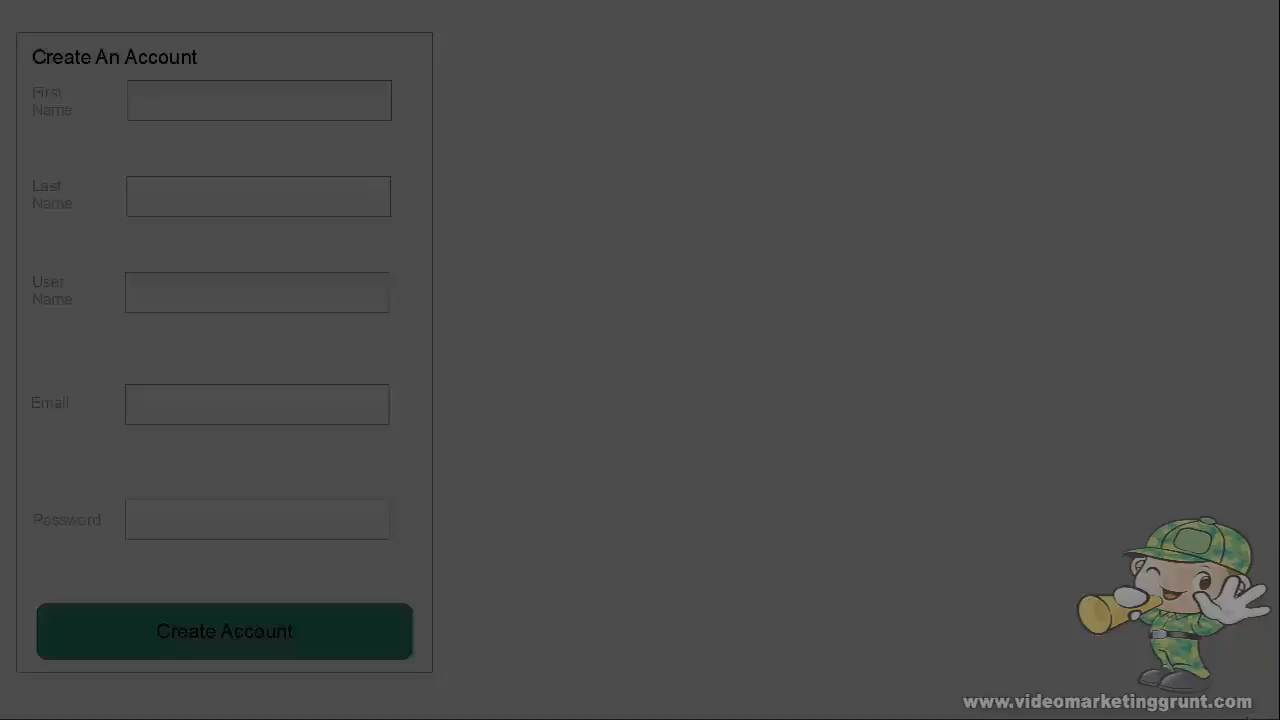 Create An Account
First
Name
Last
Name
User
Name
Email
Password
Create Account
www.videomarketinggrunt.com